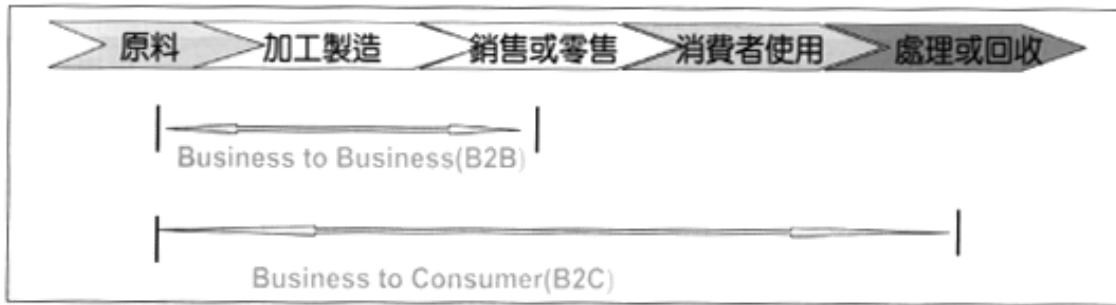 原料 加工製造 銷售或零售 消費者使用 處理或回收
Business to Business(B2B)
Business to Consumer(B2C)